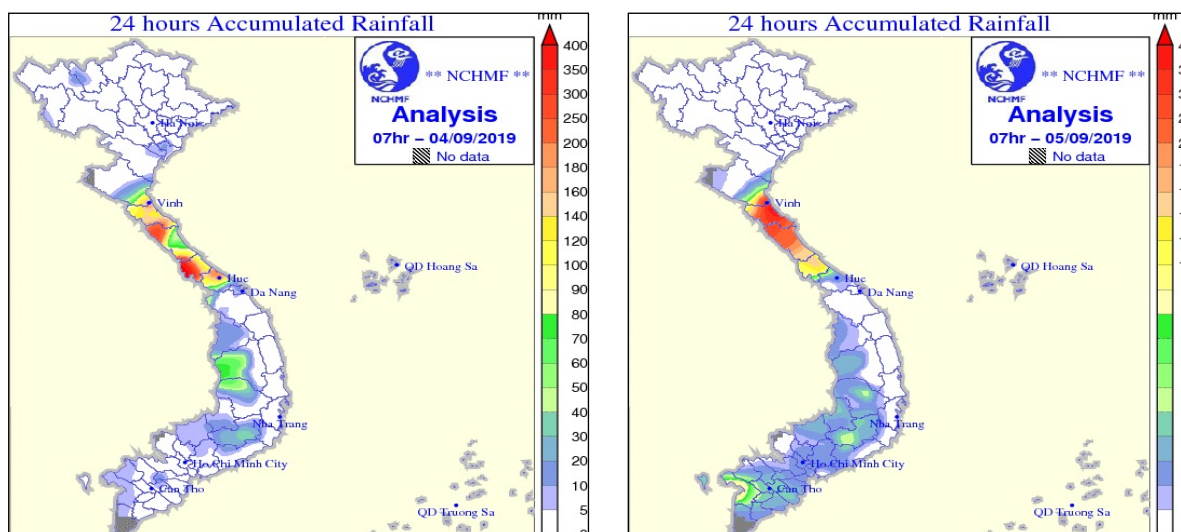 24 hours Accumulated Rainfall
mm
400
350
300
250
200
180
160
140
120
100
90
80
70
60
50
40
30
20
10
5
0
NCHMF
** NCHMF **
Analysis
07hr – 04/09/2019
No data
Ha Noi
Vinh
Hue
Da Nang
QD Hoang Sa
Nha Trang
Ho Chi Minh City
Can Tho
QD Truong Sa
24 hours Accumulated Rainfall
mm
NCHMF
** NCHMF **
Analysis
07hr – 05/09/2019
No data
Ha Noi
Vinh
Hue
Da Nang
QD Hoang Sa
Nha Trang
Ho Chi Minh City
Can Tho
QD Truong Sa